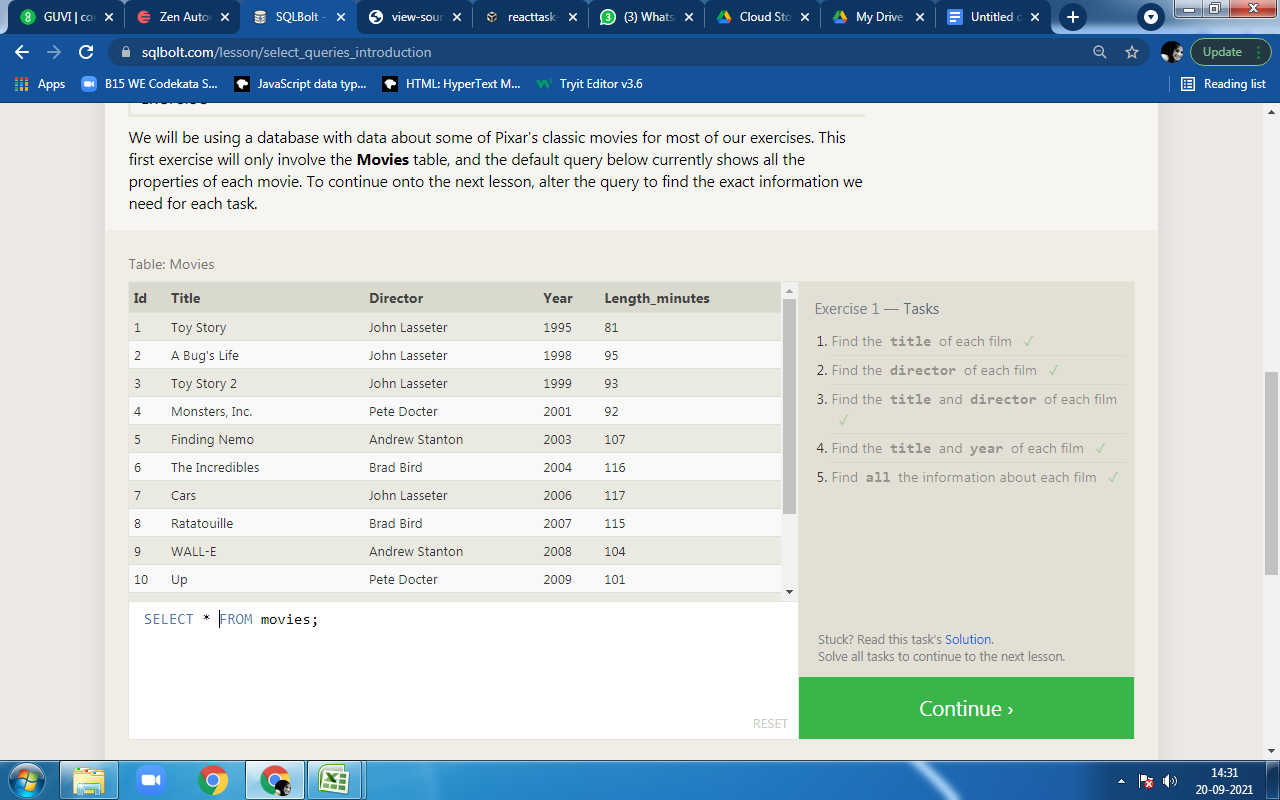 GUVI | co
Zen Auto
SQLBolt -
view-sour
reacttask-
(3) Whats
Cloud Sto
My Drive
Untitled
sqlbolt.com/lesson/select_queries_introduction
Update
Apps
B15 WE Codekata S...
JavaScript data typ...
HTML: HyperText M...
Tryit Editor v3.6
Reading list
We will be using a database with data about some of Pixar's classic movies for most of our exercises. This
first exercise will only involve the Movies table, and the default query below currently shows all the
properties of each movie. To continue onto the next lesson, alter the query to find the exact information we
need for each task.
Table: Movies
Id Title Director Year Length_minutes
1 Toy Story John Lasseter 1995 81
2 A Bug's Life John Lasseter 1998 95
3 Toy Story 2 John Lasseter 1999 93
4 Monsters, Inc. Pete Docter 2001 92
5 Finding Nemo Andrew Stanton 2003 107
6 The Incredibles Brad Bird 2004 116
7 Cars John Lasseter 2006 117
8 Ratatouille Brad Bird 2007 115
9 WALL-E Andrew Stanton 2008 104
10 Up Pete Docter 2009 101
SELECT * FROM movies;
RESET
Exercise 1 — Tasks
1. Find the title of each film ✓
2. Find the director of each film ✓
3. Find the title and director of each film
✓
4. Find the title and year of each film ✓
5. Find all the information about each film ✓
Stuck? Read this task's Solution.
Solve all tasks to continue to the next lesson.
Continue ›
14:31
20-09-2021